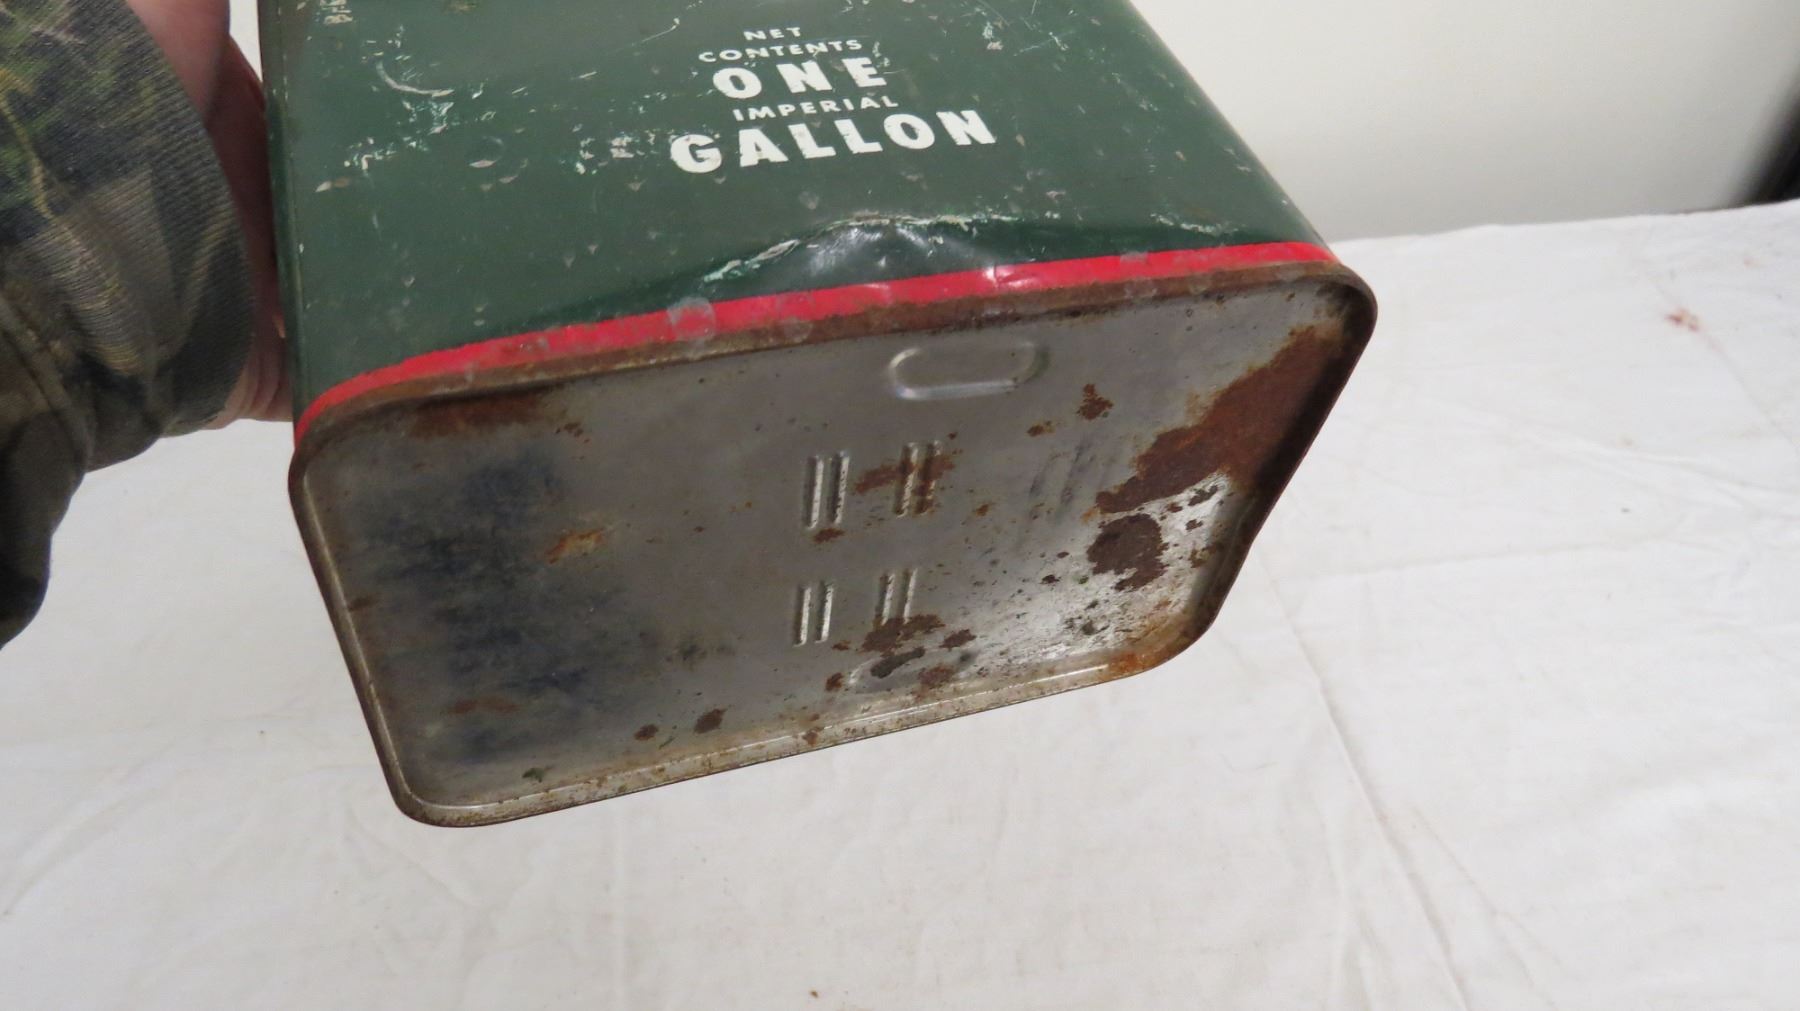 NET
CONTENTS
ONE
IMPERIAL
GALLON